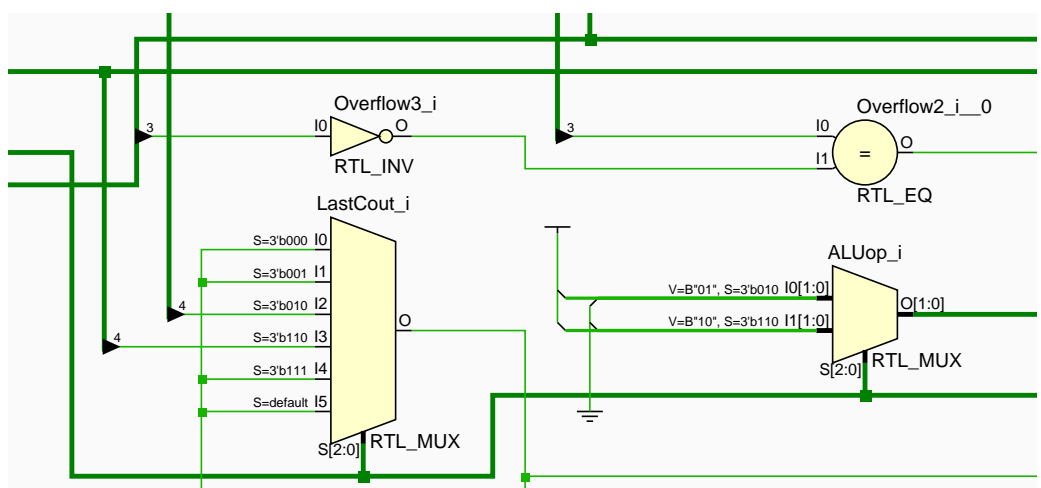 Overflow3_i
3
I0
O
RTL_INV
Overflow2_i__0
3
I0
I1
=
O
RTL_EQ
LastCout_i
S=3'b000 I0
S=3'b001 I1
4
S=3'b010 I2
4
S=3'b110 I3
S=3'b111 I4
S=default I5
O
S[2:0]
RTL_MUX
ALUop_i
V=B"01", S=3'b010 I0[1:0]
V=B"10", S=3'b110 I1[1:0]
O[1:0]
S[2:0]
RTL_MUX